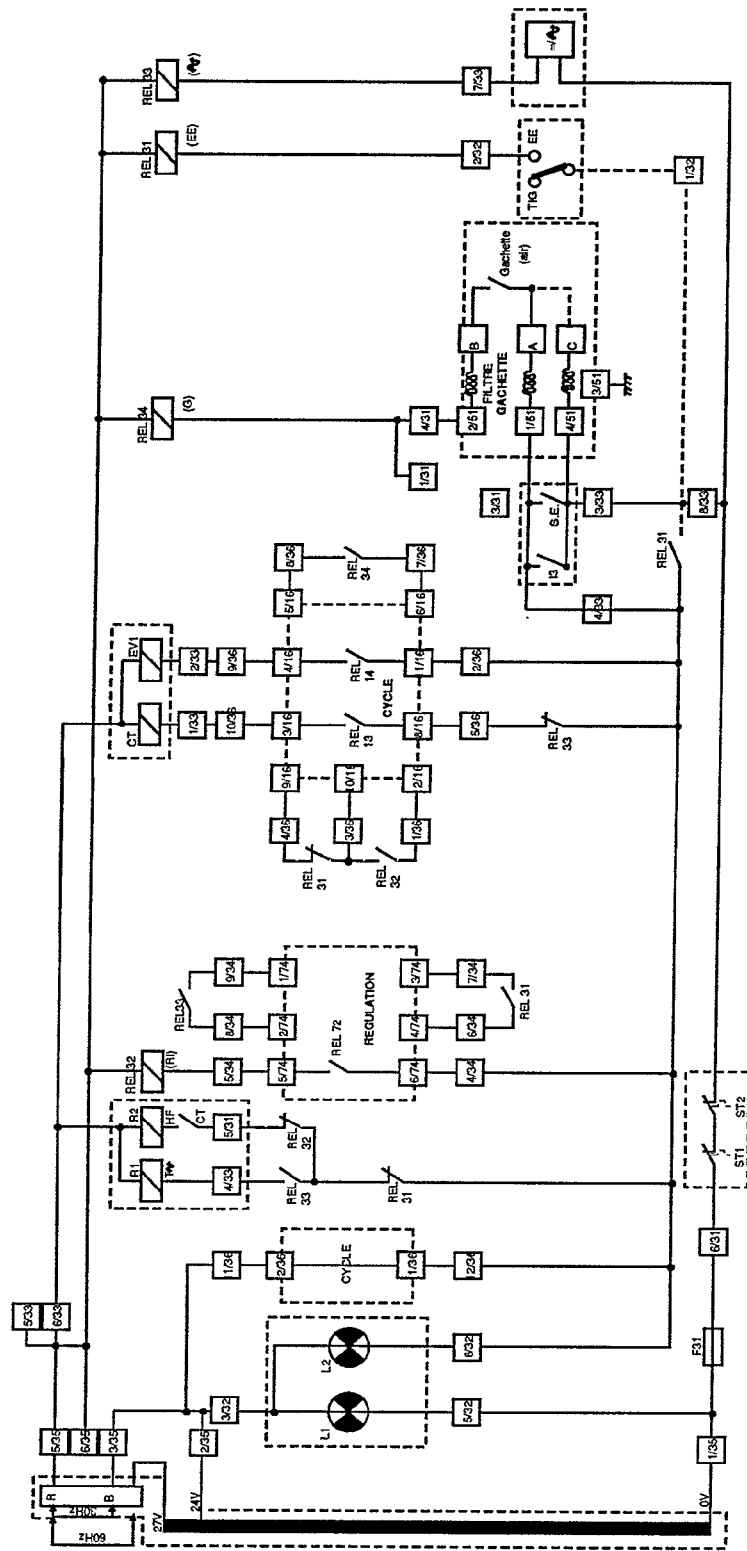 60Hz
50Hz
R
B
27V
24V
0V
5/35
6/35
3/35
2/35
1/35
5/33
6/33
3/32
L1
L2
5/32
6/32
F31
6/31
ST1
ST2
11/36
2/36
CYCLE
1/36
12/36
R1
R2
HF
CT
4/33
5/31
REL 33
REL 32
REL 31
REL 32
(RI)
5/34
5/74
REL 72
6/74
4/34
REGULATION
REL33
8/34
9/34
2/74
1/74
4/74
3/74
6/34
7/34
REL 31
4/36
3/36
1/36
REL 31
REL 32
9/16
10/16
2/16
CT
EV1
1/33
2/33
10/36
9/36
3/16
4/16
REL 13
REL 14
CYCLE
8/16
1/16
5/36
2/36
REL 33
5/16
6/16
8/36
REL 34
7/36
REL 34
(G)
1/31
4/31
3/31
2/51
1/51
4/51
3/51
FILTRE
GACHETTE
B
A
C
Gachette
(air)
I3
S.E.
4/33
3/33
REL 31
8/33
REL 31
(EE)
2/32
TIG
EE
1/32
REL 33
7/33